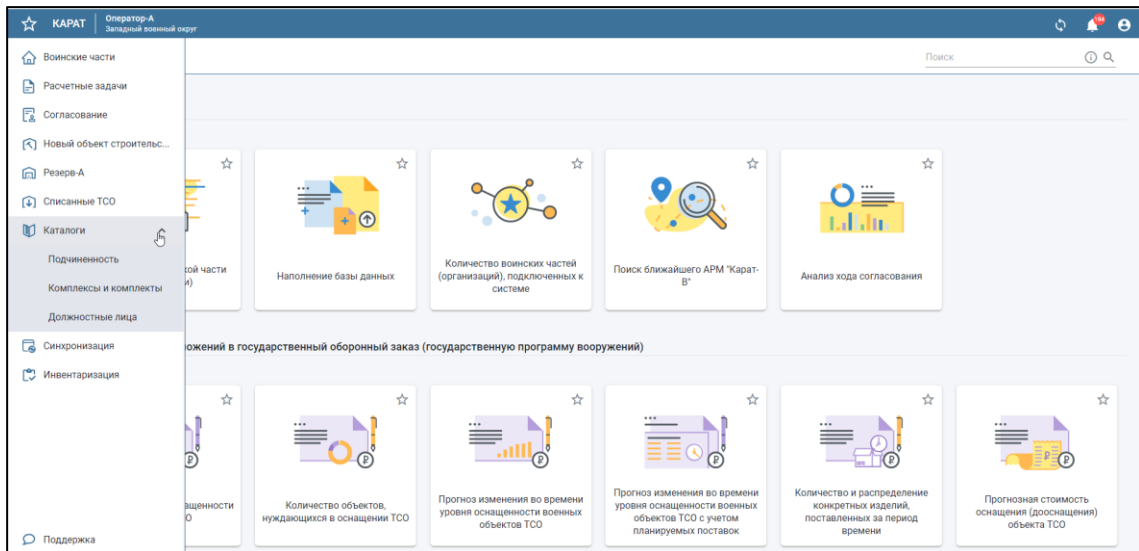 КАРАТ
Оператор-А
Западный военный округ
194
Воинские части
Поиск
Расчетные задачи
Согласование
Новый объект строительс...
Резерв-А
Списанные ТСО
Каталоги
Подчиненность
Комплексы и комплекты
Должностные лица
Синхронизация
Инвентаризация
Поддержка
кой части
и)
Наполнение базы данных
Количество воинских частей
(организаций), подключенных к
системе
Поиск ближайшего АРМ "Карат-
В"
Анализ хода согласования
ожений в государственный оборонный заказ (государственную программу вооружений)
ащенности
О
Количество объектов,
нуждающихся в оснащении ТСО
Прогноз изменения во времени
уровня оснащенности военных
объектов ТСО
Прогноз изменения во времени
уровня оснащенности военных
объектов ТСО с учетом
планируемых поставок
Количество и распределение
конкретных изделий,
поставленных за период
времени
Прогнозная стоимость
оснащения (дооснащения)
объекта ТСО